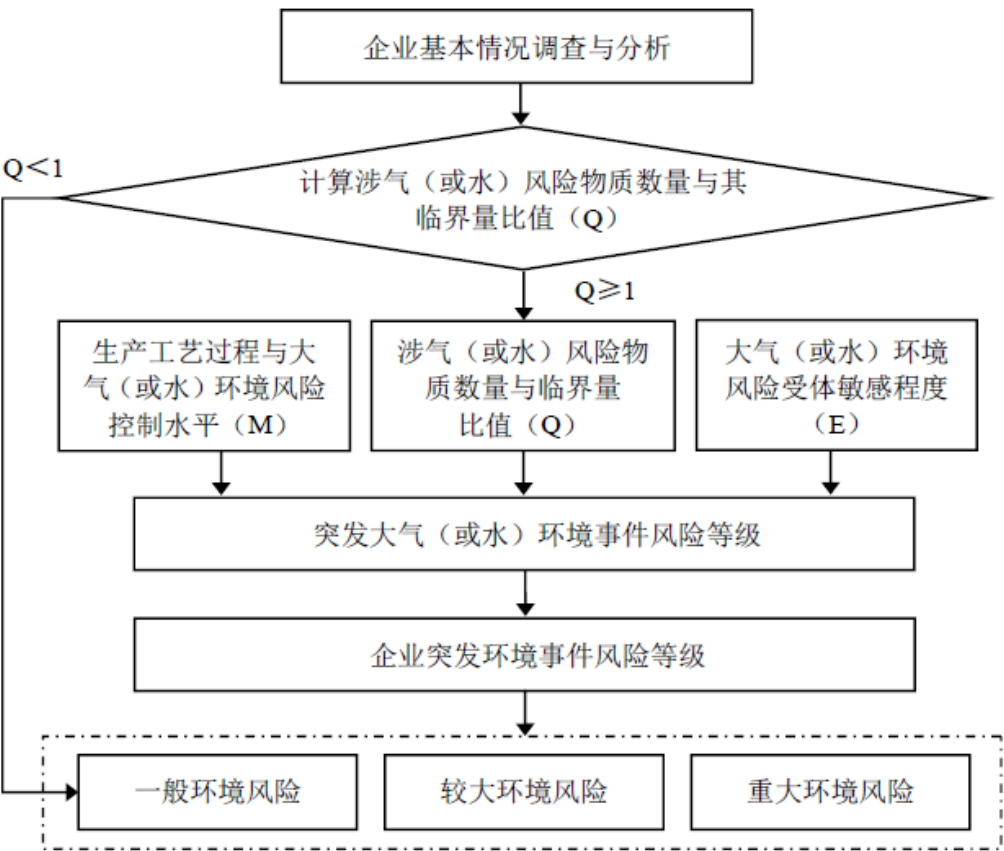 企业基本情况调查与分析
Q＜1
计算涉气（或水）风险物质数量与其
临界量比值（Q）
Q≥1
生产工艺过程与大
气（或水）环境风险
控制水平（M）
涉气（或水）风险物
质数量与临界量
比值（Q）
大气（或水）环境
风险受体敏感程度
（E）
突发大气（或水）环境事件风险等级
企业突发环境事件风险等级
一般环境风险
较大环境风险
重大环境风险